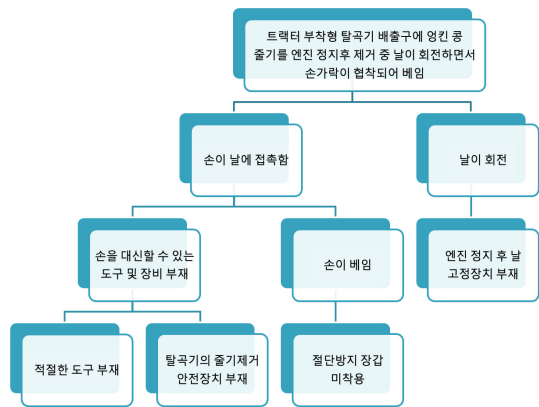 트랙터 부착형 탈곡기 배출구에 엉킨 콩
줄기를 엔진 정지후 제거 중 날이 회전하면서
손가락이 협착되어 베임
손이 날에 접촉함
날이 회전
손을 대신할 수 있는
도구 및 장비 부재
손이 베임
엔진 정지 후 날
고정장치 부재
적절한 도구 부재
탈곡기의 줄기제거
안전장치 부재
절단방지 장갑
미착용